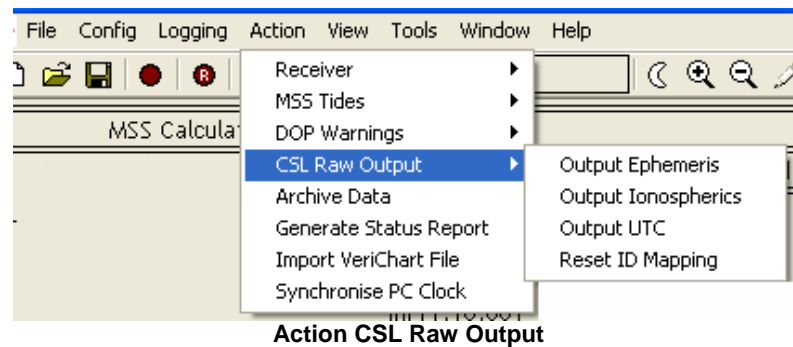 File Config Logging Action View Tools Window Help
R
Receiver
MSS Tides
MSS Calcula
DOP Warnings
CSL Raw Output
Output Ephemeris
Archive Data
Output Ionospherics
Generate Status Report
Output UTC
Import VeriChart File
Reset ID Mapping
Synchronise PC Clock
Action CSL Raw Output